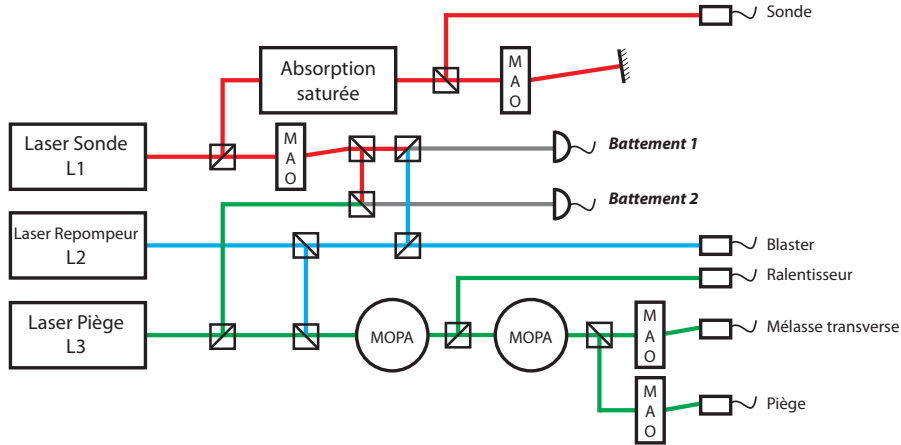 Sonde
Absorption
saturée
M
A
O
Laser Sonde
L1
M
A
O
Battement 1
Battement 2
Laser Repompeur
L2
Blaster
Ralentisseur
Laser Piège
L3
MOPA
MOPA
M
A
O
Mélasse transverse
M
A
O
Piège